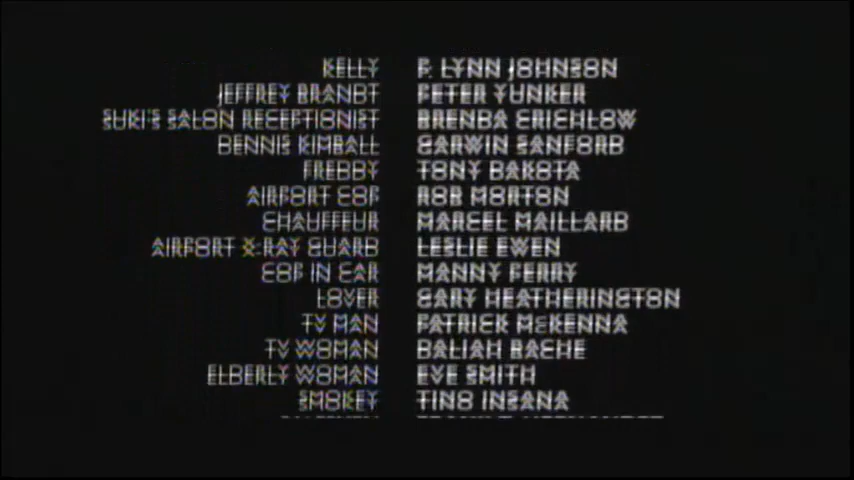 KELLY P. LYNN JOHNSON
JEFFREY BRANDT PETER YUNKER
SUKI'S SALON RECEPTIONIST BRENDA CRICHLOW
DENNIS KIMBALL GARWIN SANFORD
FREDDY TONY DAKOTA
AIRPORT COP ROB MORTON
CHAUFFEUR MARCEL MAILLARD
AIRPORT X-RAY GUARD LESLIE EWEN
COP IN CAR MANNY PERRY
LOVER GARY HEATHERINGTON
TV MAN PATRICK McKENNA
TV WOMAN DALIAH BACHE
ELDERLY WOMAN EVE SMITH
SMOKEY TINO INSANA